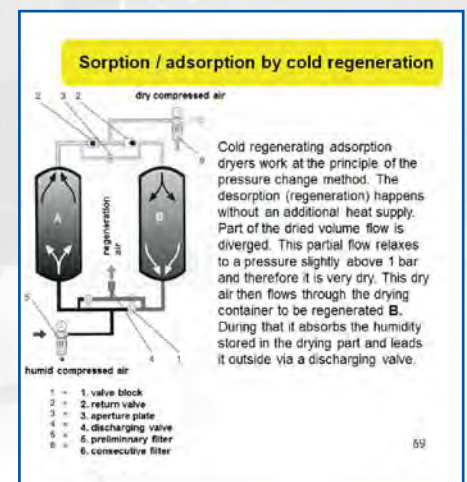 Sorption / adsorption by cold regeneration
2 3 2
dry compressed air
6
A
B
regeneration
air
5
4
1
humid compressed air
Cold regenerating adsorption
dryers work at the principle of the
pressure change method. The
desorption (regeneration) happens
without an additional heat supply.
Part of the dried volume flow is
diverged. This partial flow relaxes
to a pressure slightly above 1 bar
and therefore it is very dry. This dry
air then flows through the drying
container to be regenerated B.
During that it absorbs the humidity
stored in the drying part and leads
it outside via a discharging valve.
1 = 1. valve block
2 = 2. return valve
3 = 3. aperture plate
4 = 4. discharging valve
5 = 5. preliminnary filter
6 = 6. consecutive filter
69